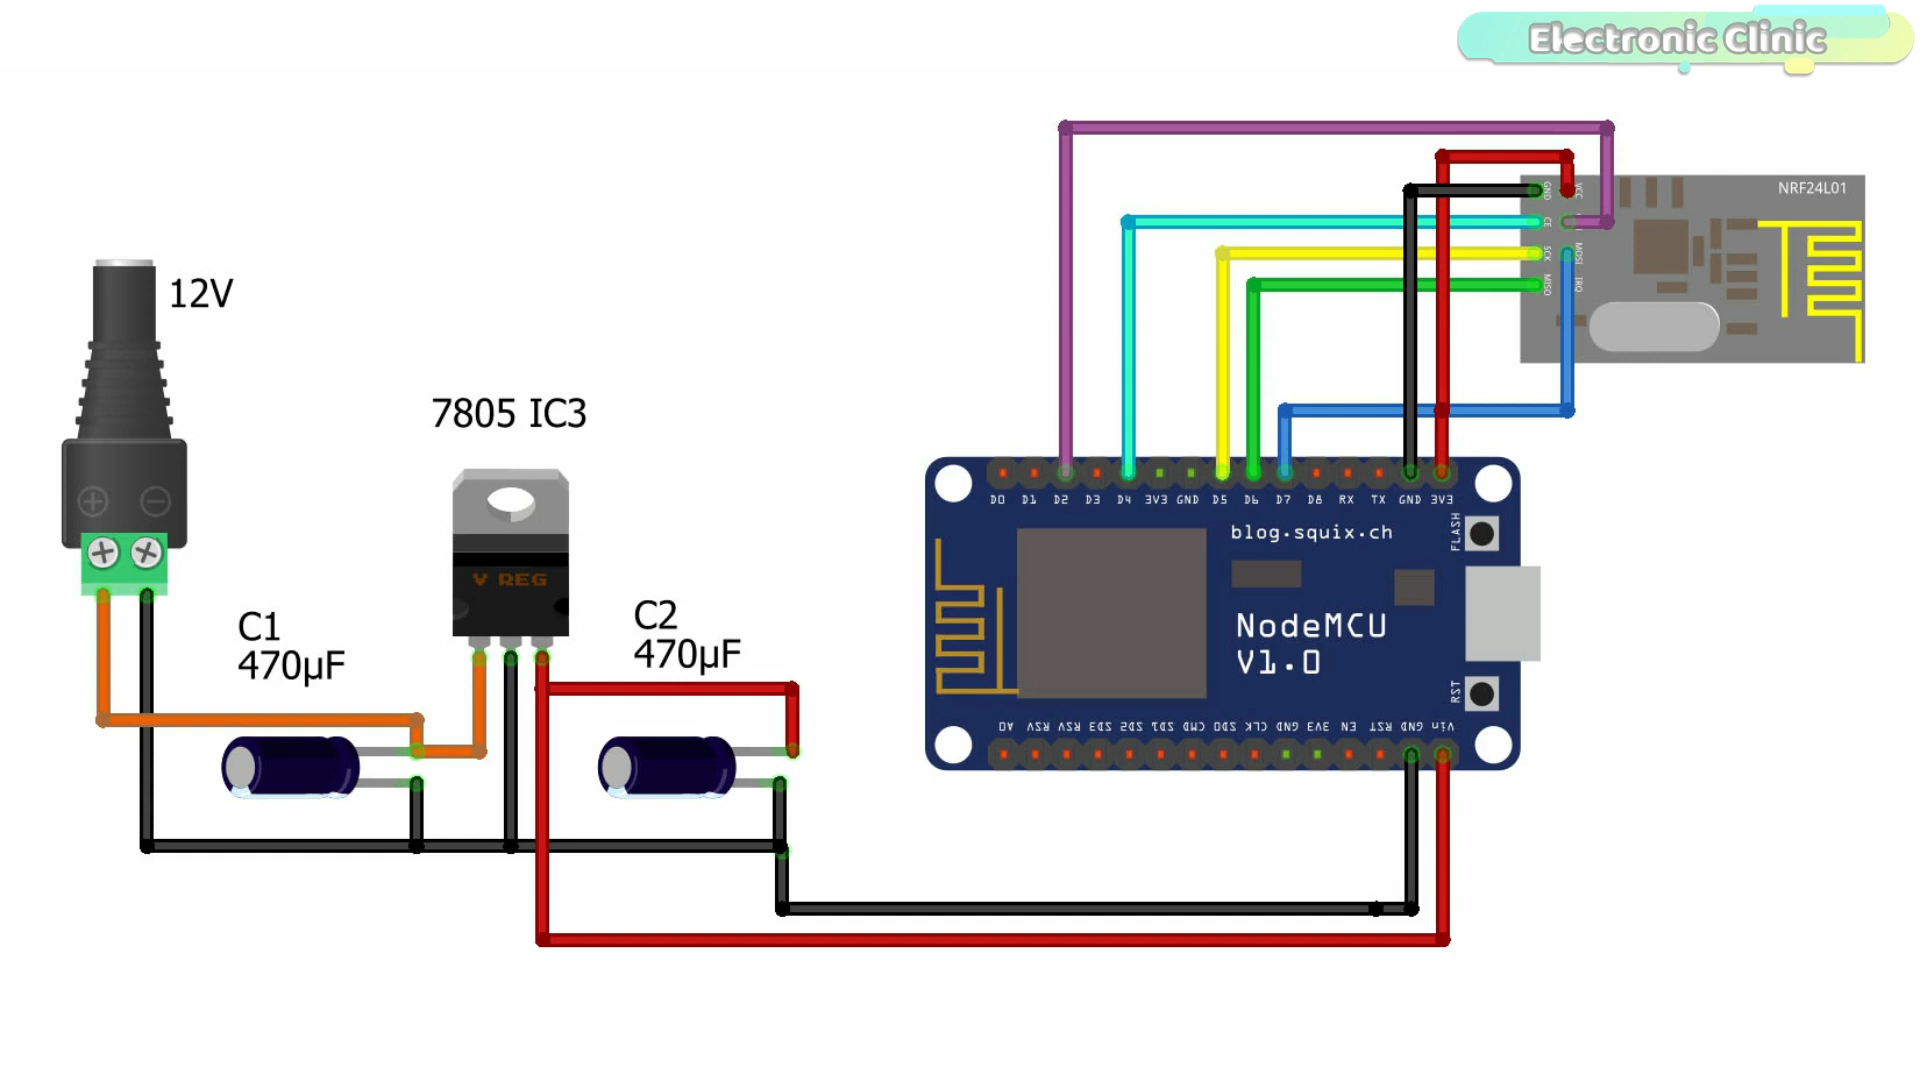 Electronic Clinic
NRF24L01
GND VCC
CE
SCK MOSI
MISO IRQ
12V
7805 IC3
V REG
C1
470µF
C2
470µF
D0 D1 D2 D3 D4 3V3 GND D5 D6 D7 D8 RX TX GND 3V3
blog.squix.ch
FLASH
NodeMCU
V1.0
RST
A0 RSV RSV SD3 SD2 SD1 CMD SD0 CLK GND 3V3 EN RST GND Vin